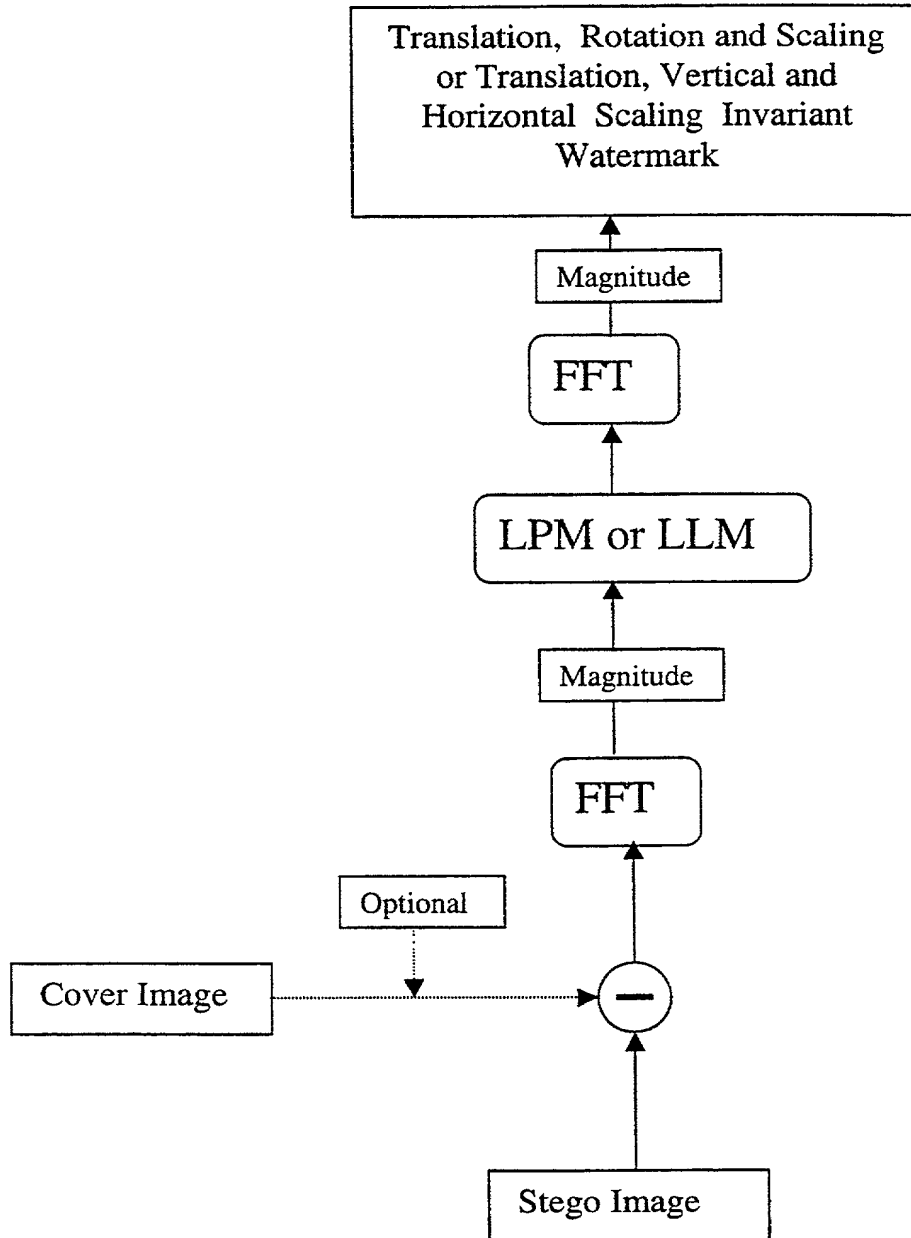 Translation, Rotation and Scaling
or Translation, Vertical and
Horizontal Scaling Invariant
Watermark
Magnitude
FFT
LPM or LLM
Magnitude
FFT
Optional
Cover Image
Stego Image